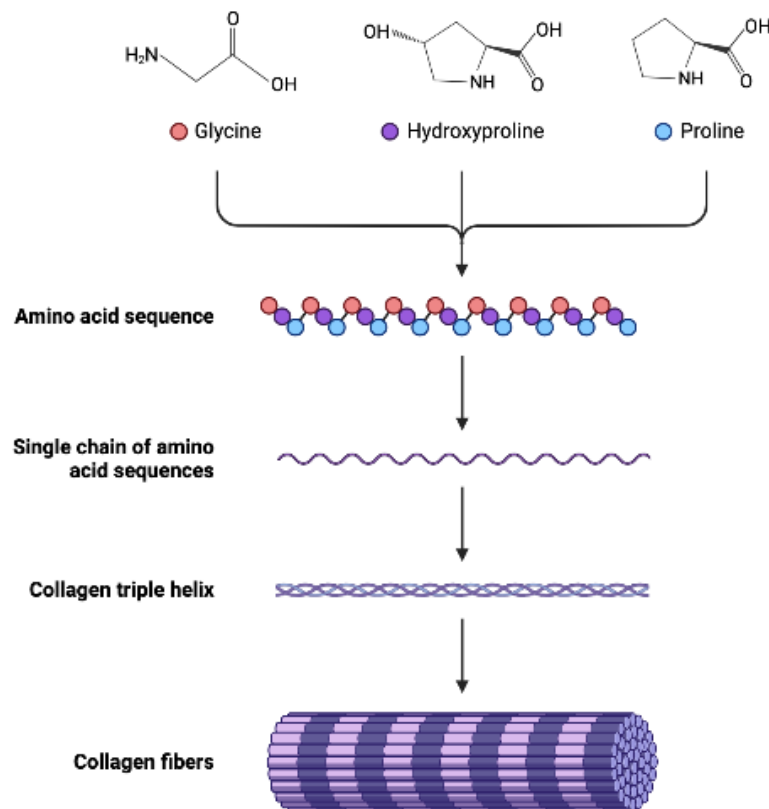 O
H₂N
OH
OH
NH
OH
O
NH
OH
O
Glycine
Hydroxyproline
Proline
Amino acid sequence
Single chain of amino
acid sequences
Collagen triple helix
Collagen fibers